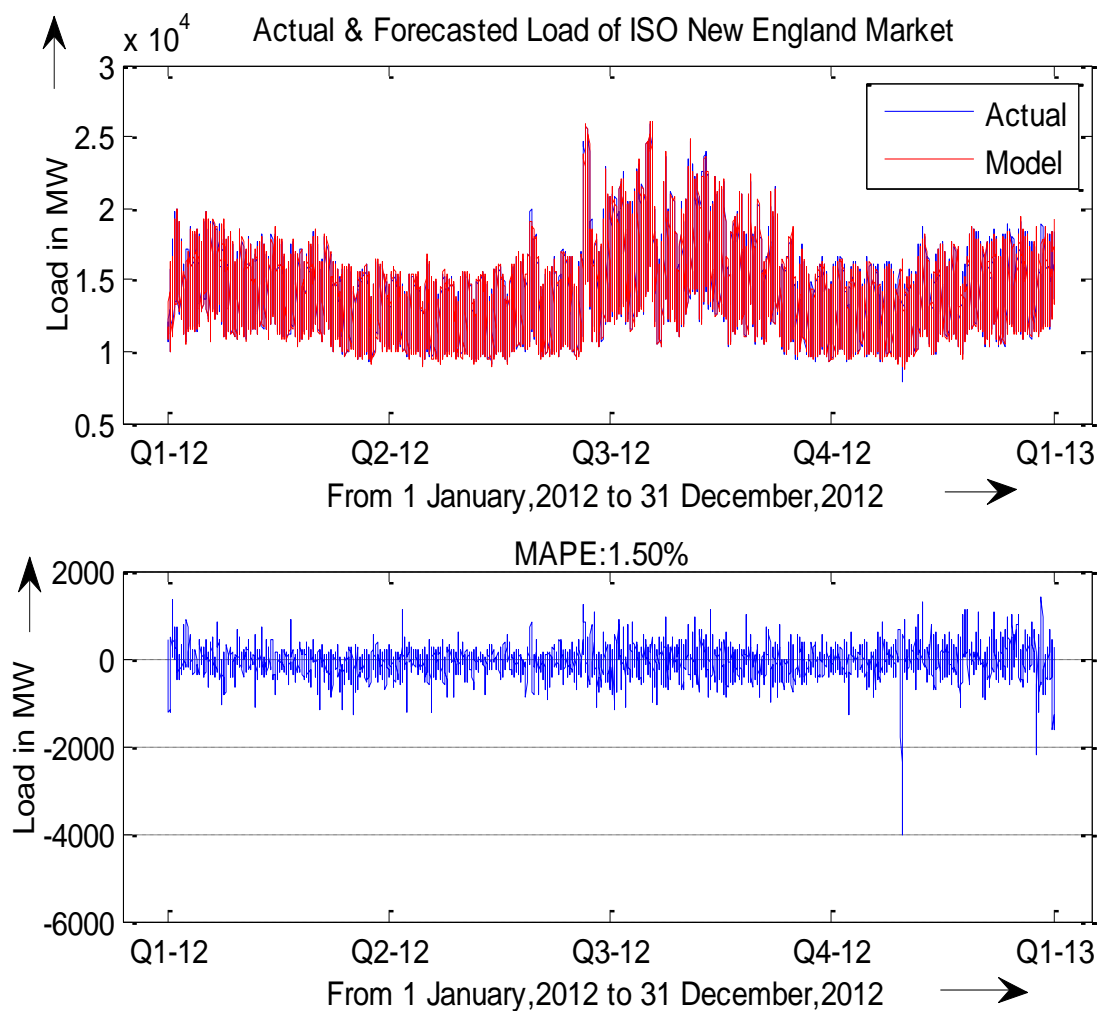 Actual & Forecasted Load of ISO New England Market
x 10^4
3
2.5
2
1.5
1
0.5
Load in MW
Actual
Model
Q1-12 Q2-12 Q3-12 Q4-12 Q1-13
From 1 January,2012 to 31 December,2012
MAPE:1.50%
2000
0
-2000
-4000
-6000
Load in MW
Q1-12 Q2-12 Q3-12 Q4-12 Q1-13
From 1 January,2012 to 31 December,2012